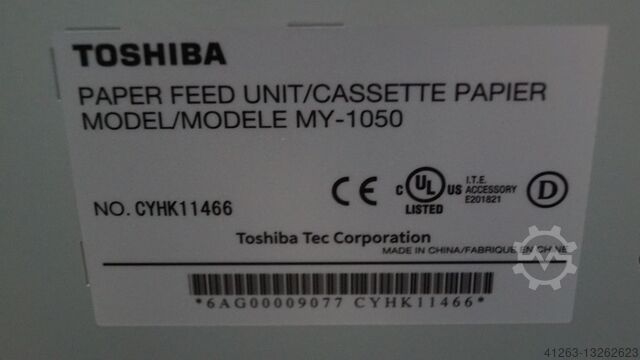 TOSHIBA
PAPER FEED UNIT/CASSETTE PAPIER
MODEL/MODELE MY-1050
NO. CYHK11466
CE
C UL US
LISTED
I.T.E.
ACCESSORY
E201821
D
Toshiba Tec Corporation
MADE IN CHINA/FABRIQUE EN CHINE
*6AG00009077 CYHK11466*
41263-13262623